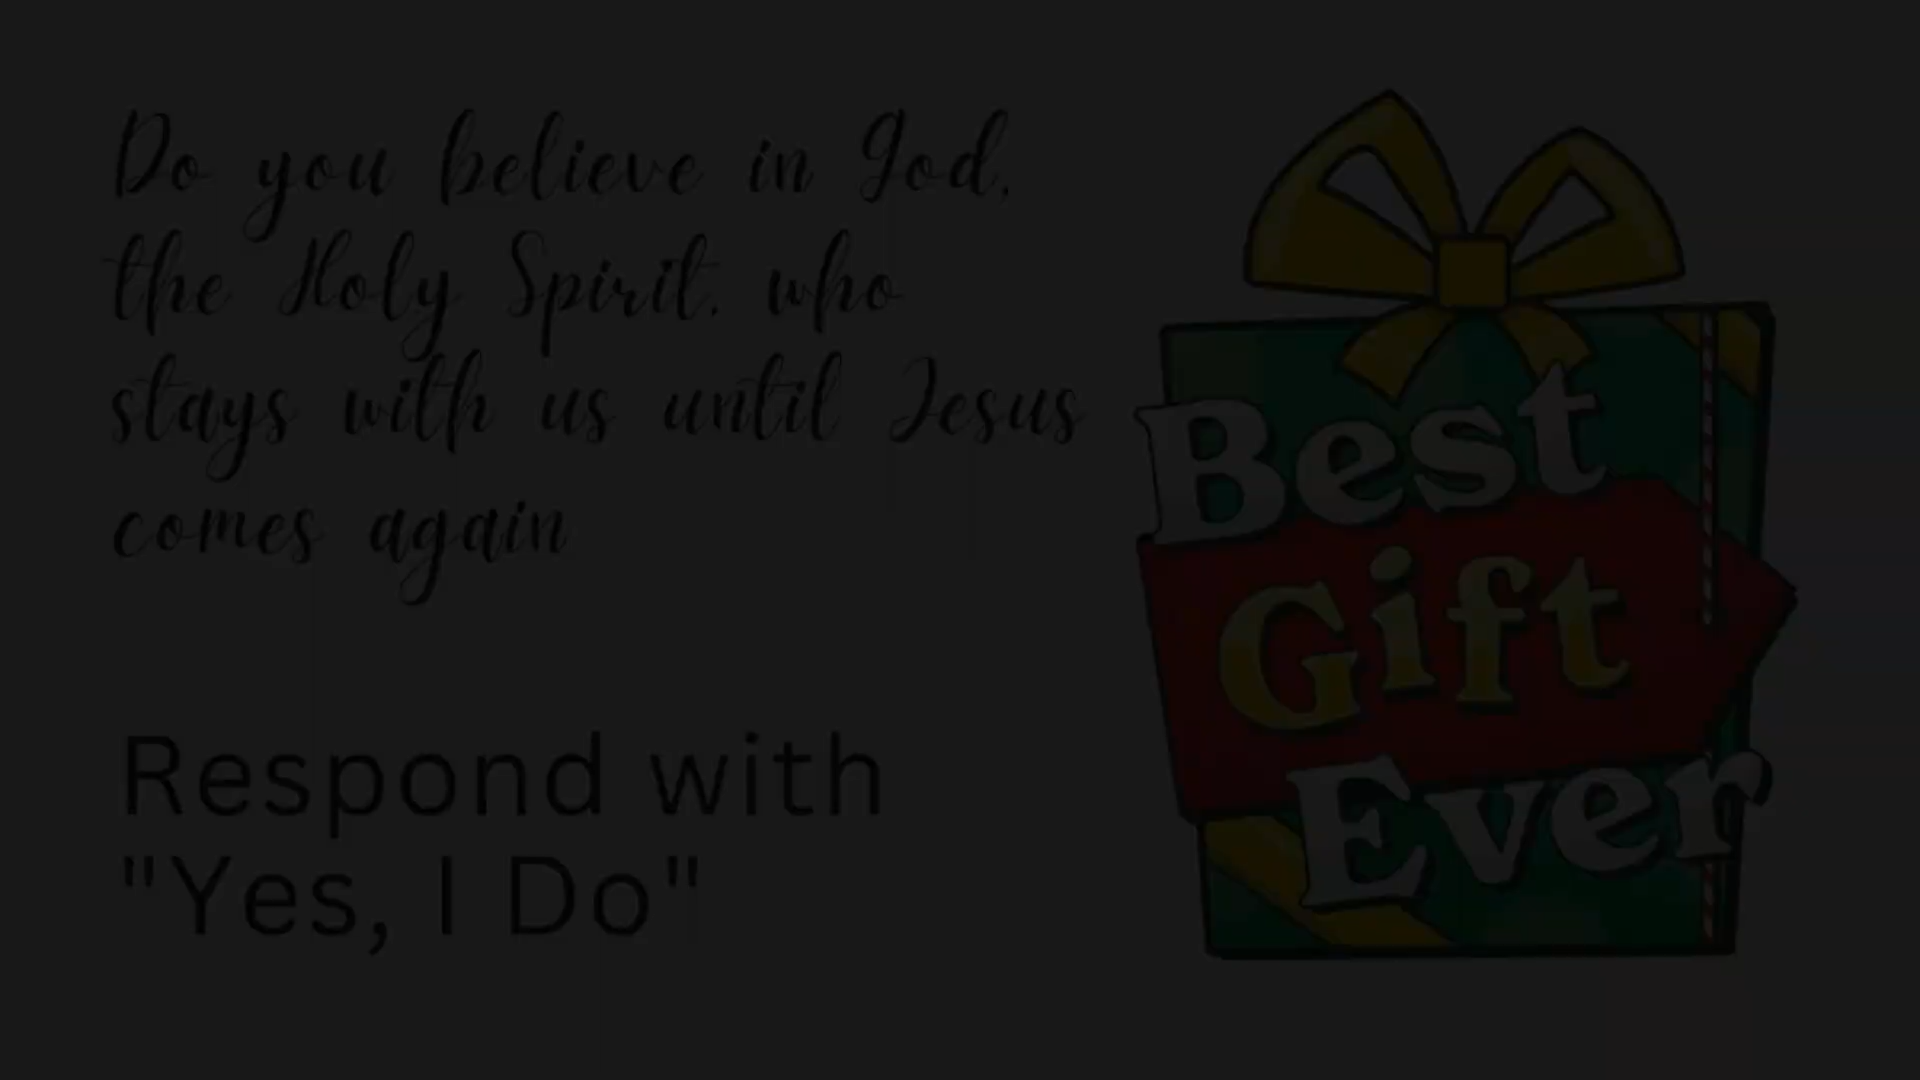 Do you believe in God,
the Holy Spirit, who
stays with us until Jesus
comes again
Respond with
"Yes, I Do"
Best
Gift
Ever